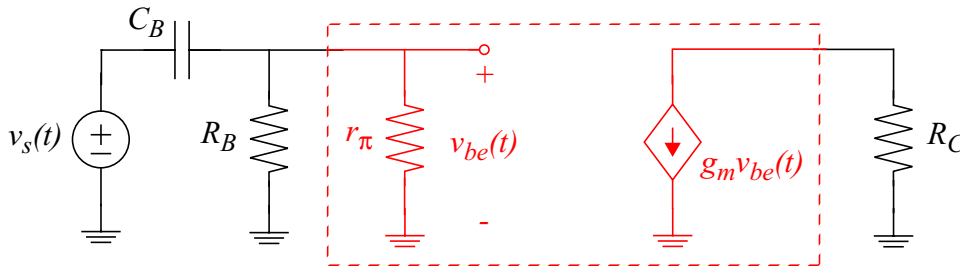 C_B
v_s(t)
+
R_B
r_π
+
v_be(t)
-
g_m v_be(t)
R_C